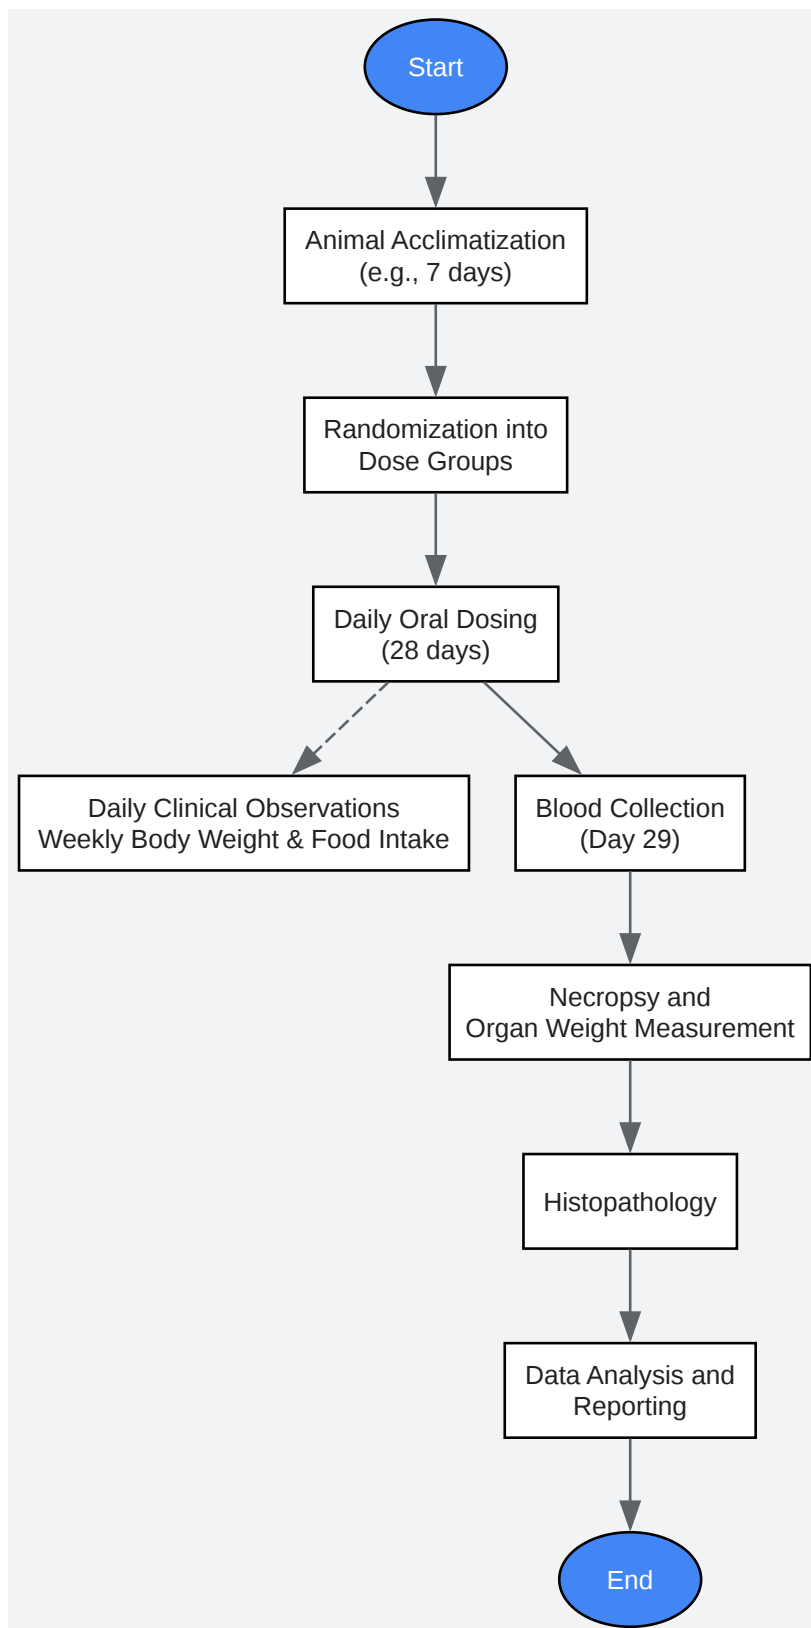 Start
Animal Acclimatization
(e.g., 7 days)
Randomization into
Dose Groups
Daily Oral Dosing
(28 days)
Daily Clinical Observations
Weekly Body Weight & Food Intake
Blood Collection
(Day 29)
Necropsy and
Organ Weight Measurement
Histopathology
Data Analysis and
Reporting
End